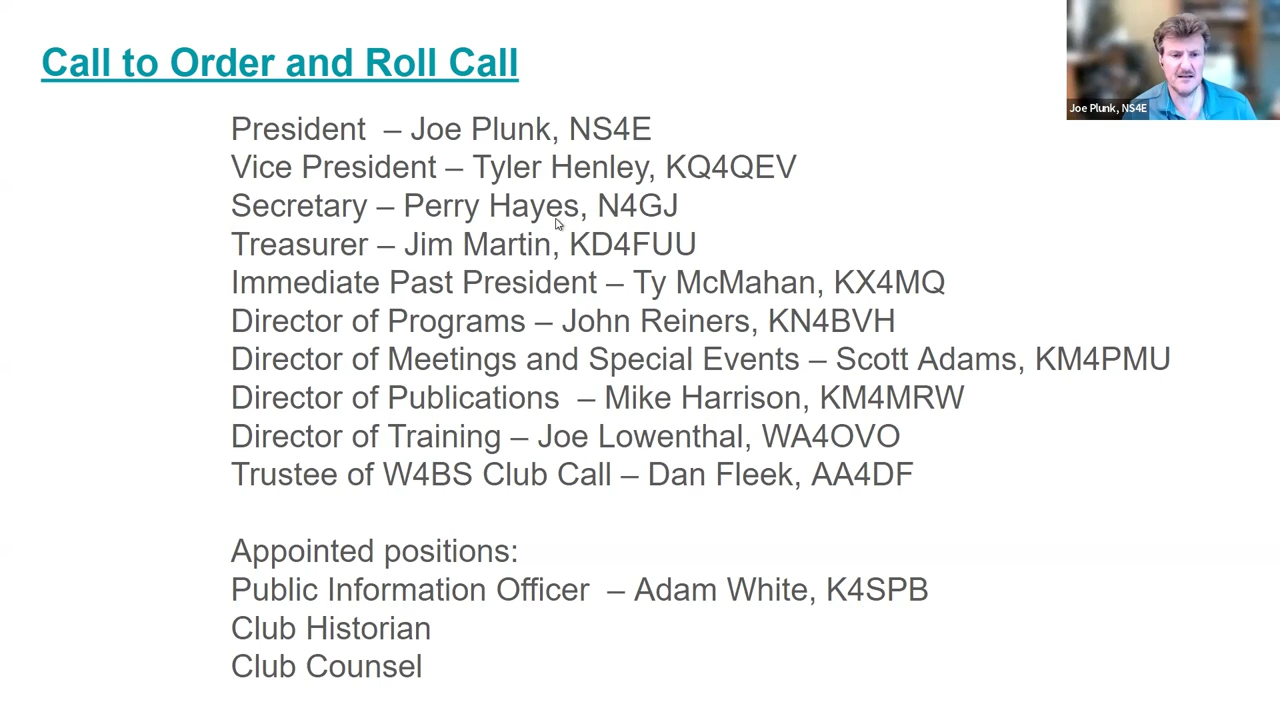 Call to Order and Roll Call
Joe Plunk, NS4E
President – Joe Plunk, NS4E
Vice President – Tyler Henley, KQ4QEV
Secretary – Perry Hayes, N4GJ
Treasurer – Jim Martin, KD4FUU
Immediate Past President – Ty McMahan, KX4MQ
Director of Programs – John Reiners, KN4BVH
Director of Meetings and Special Events – Scott Adams, KM4PMU
Director of Publications – Mike Harrison, KM4MRW
Director of Training – Joe Lowenthal, WA4OVO
Trustee of W4BS Club Call – Dan Fleek, AA4DF
Appointed positions:
Public Information Officer – Adam White, K4SPB
Club Historian
Club Counsel